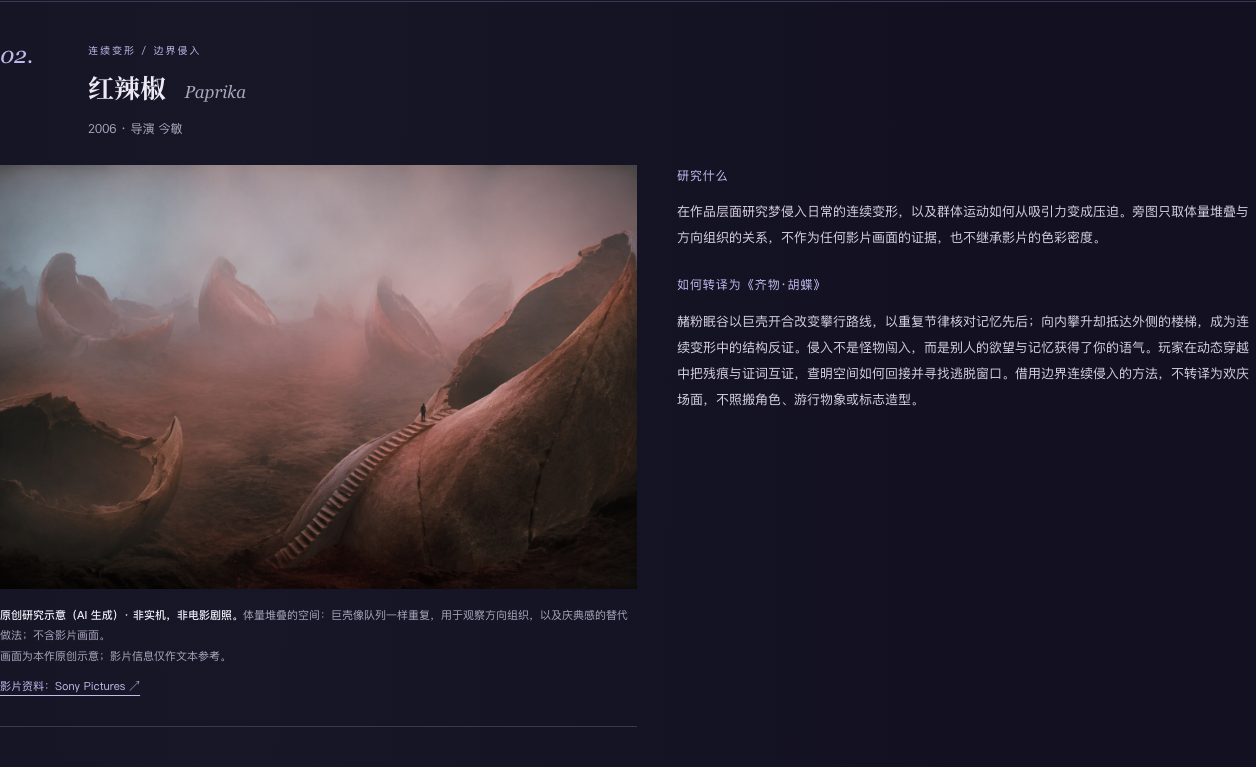 02.
连续变形 / 边界侵入
红辣椒 Paprika
2006 · 导演 今敏
研究什么
在作品层面研究梦侵入日常的连续变形，以及群体运动如何从吸引力变成压迫。旁图只取体量堆叠与
方向组织的关系，不作为任何影片画面的证据，也不继承影片的色彩密度。
如何转译为《齐物·胡蝶》
赭粉眠谷以巨壳开合改变攀行路线，以重复节律核对记忆先后；向内攀升却抵达外侧的楼梯，成为连
续变形中的结构反证。侵入不是怪物闯入，而是别人的欲望与记忆获得了你的语气。玩家在动态穿越
中把残痕与证词互证，查明空间如何回接并寻找逃脱窗口。借用边界连续侵入的方法，不转译为欢庆
场面，不照搬角色、游行物象或标志造型。
原创研究示意（AI 生成）· 非实机，非电影剧照。体量堆叠的空间：巨壳像队列一样重复，用于观察方向组织，以及庆典感的替代
做法；不含影片画面。
画面为本作原创示意；影片信息仅作文本参考。
影片资料：Sony Pictures ↗